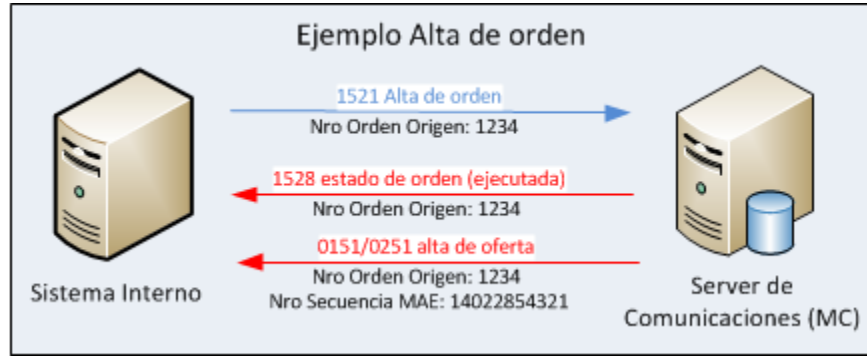 Ejemplo Alta de orden
1521 Alta de orden
Nro Orden Origen: 1234
1528 estado de orden (ejecutada)
Nro Orden Origen: 1234
0151/0251 alta de oferta
Nro Orden Origen: 1234
Nro Secuencia MAE: 14022854321
Sistema Interno
Server de
Comunicaciones (MC)